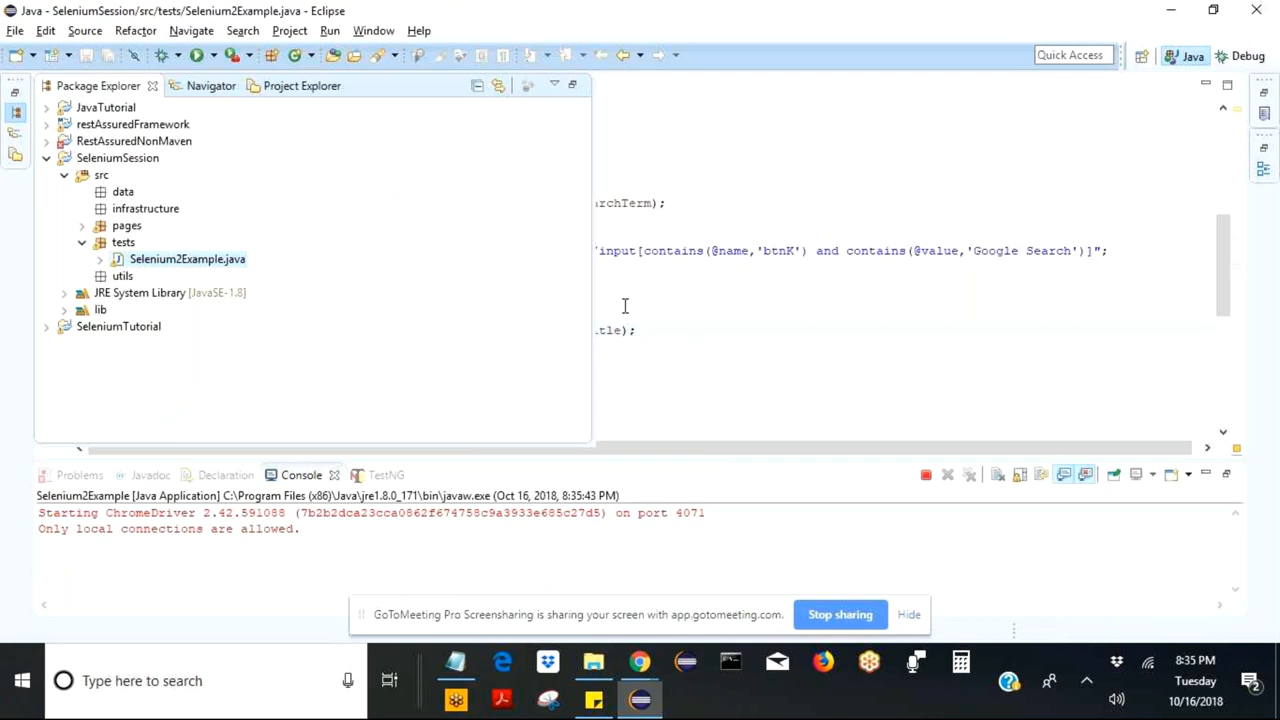 Java - SeleniumSession/src/tests/Selenium2Example.java - Eclipse
File Edit Source Refactor Navigate Search Project Run Window Help
Quick Access
Java
Debug
Package Explorer
Navigator
Project Explorer
JavaTutorial
restAssuredFramework
RestAssuredNonMaven
SeleniumSession
src
data
infrastructure
pages
tests
Selenium2Example.java
utils
JRE System Library [JavaSE-1.8]
lib
SeleniumTutorial
archTerm);
'input[contains(@name,'btnK') and contains(@value,'Google Search')]";
itle);
Problems Javadoc Declaration Console TestNG
Selenium2Example [Java Application] C:\Program Files (x86)\Java\jre1.8.0_171\bin\javaw.exe (Oct 16, 2018, 8:35:43 PM)
Starting ChromeDriver 2.42.591088 (7b2b2dca23cca0862f674758c9a3933e685c27d5) on port 4071
Only local connections are allowed.
GoToMeeting Pro Screensharing is sharing your screen with app.gotomeeting.com.
Stop sharing
Hide
Type here to search
8:35 PM
Tuesday
10/16/2018
2